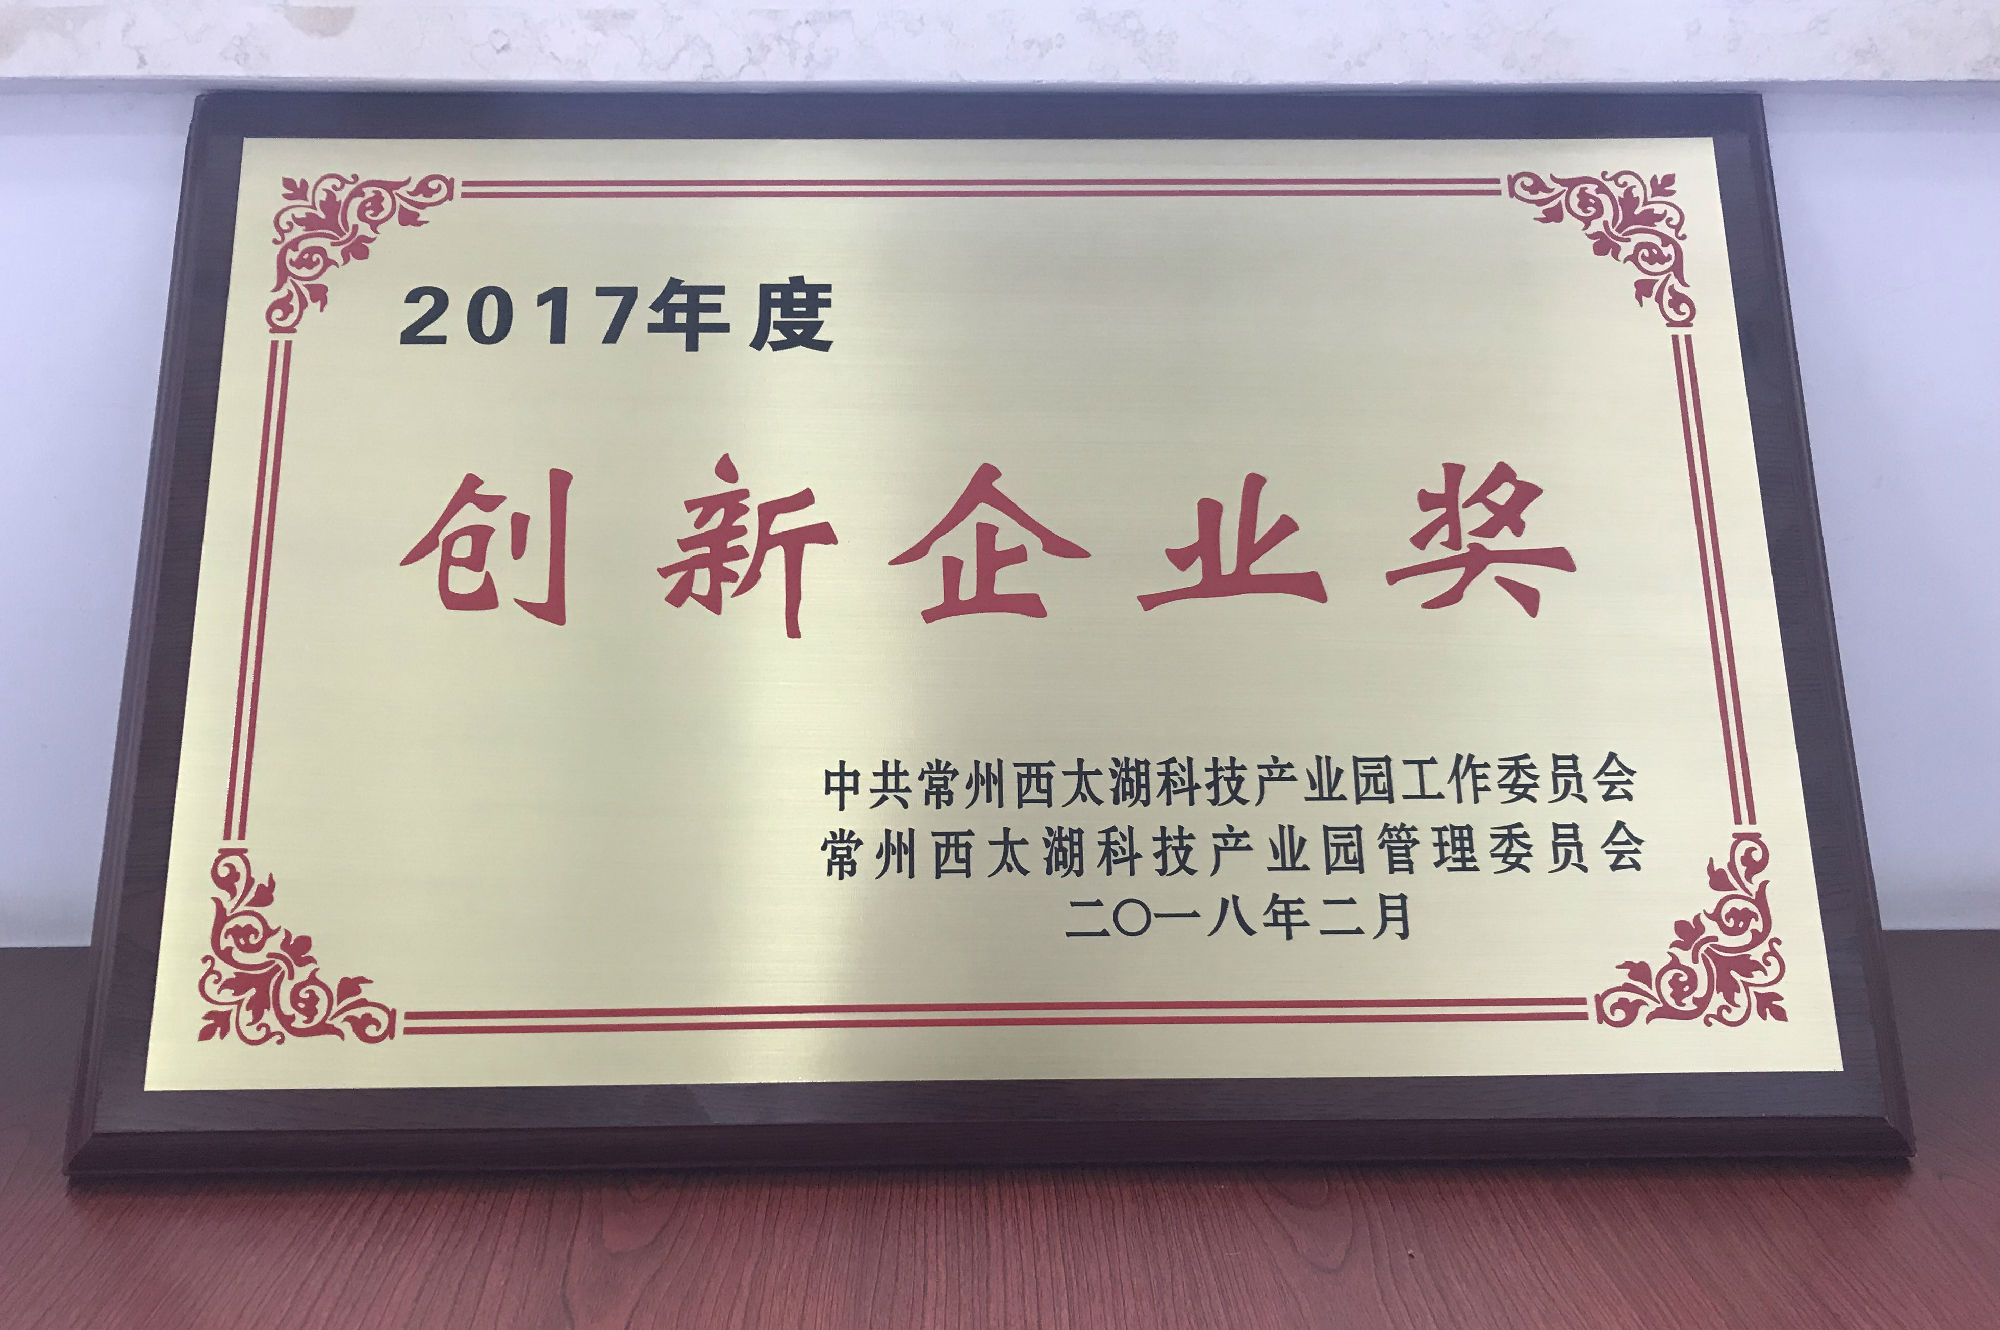 2017年度
创新企业奖
中共常州西太湖科技产业园工作委员会
常州西太湖科技产业园管理委员会
二〇一八年二月